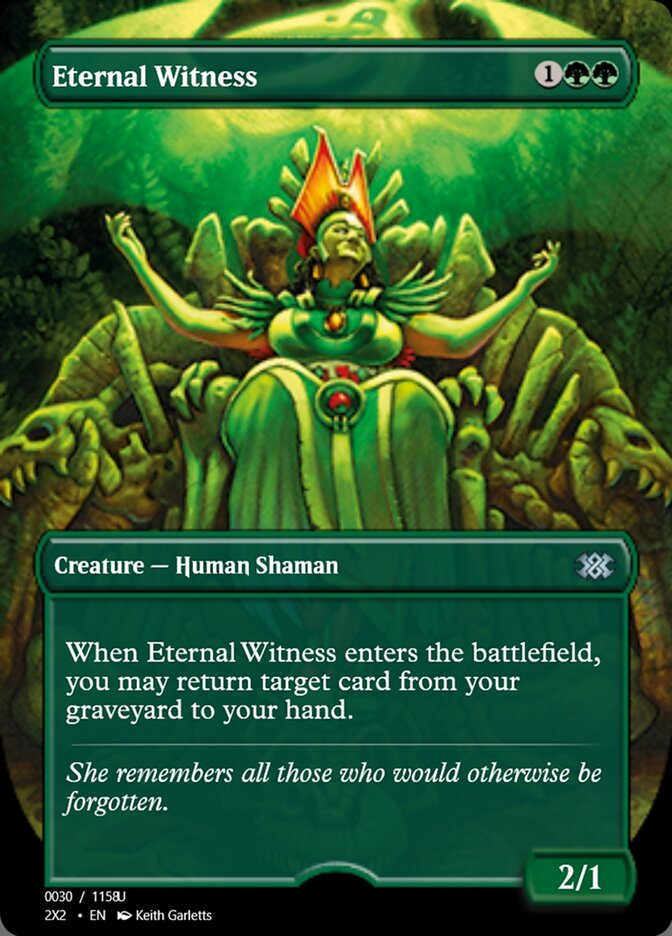 Eternal Witness 1
Creature — Human Shaman
When Eternal Witness enters the battlefield,
you may return target card from your
graveyard to your hand.
She remembers all those who would otherwise be
forgotten.
2/1
0030 / 1158U
2X2 • EN Keith Garletts